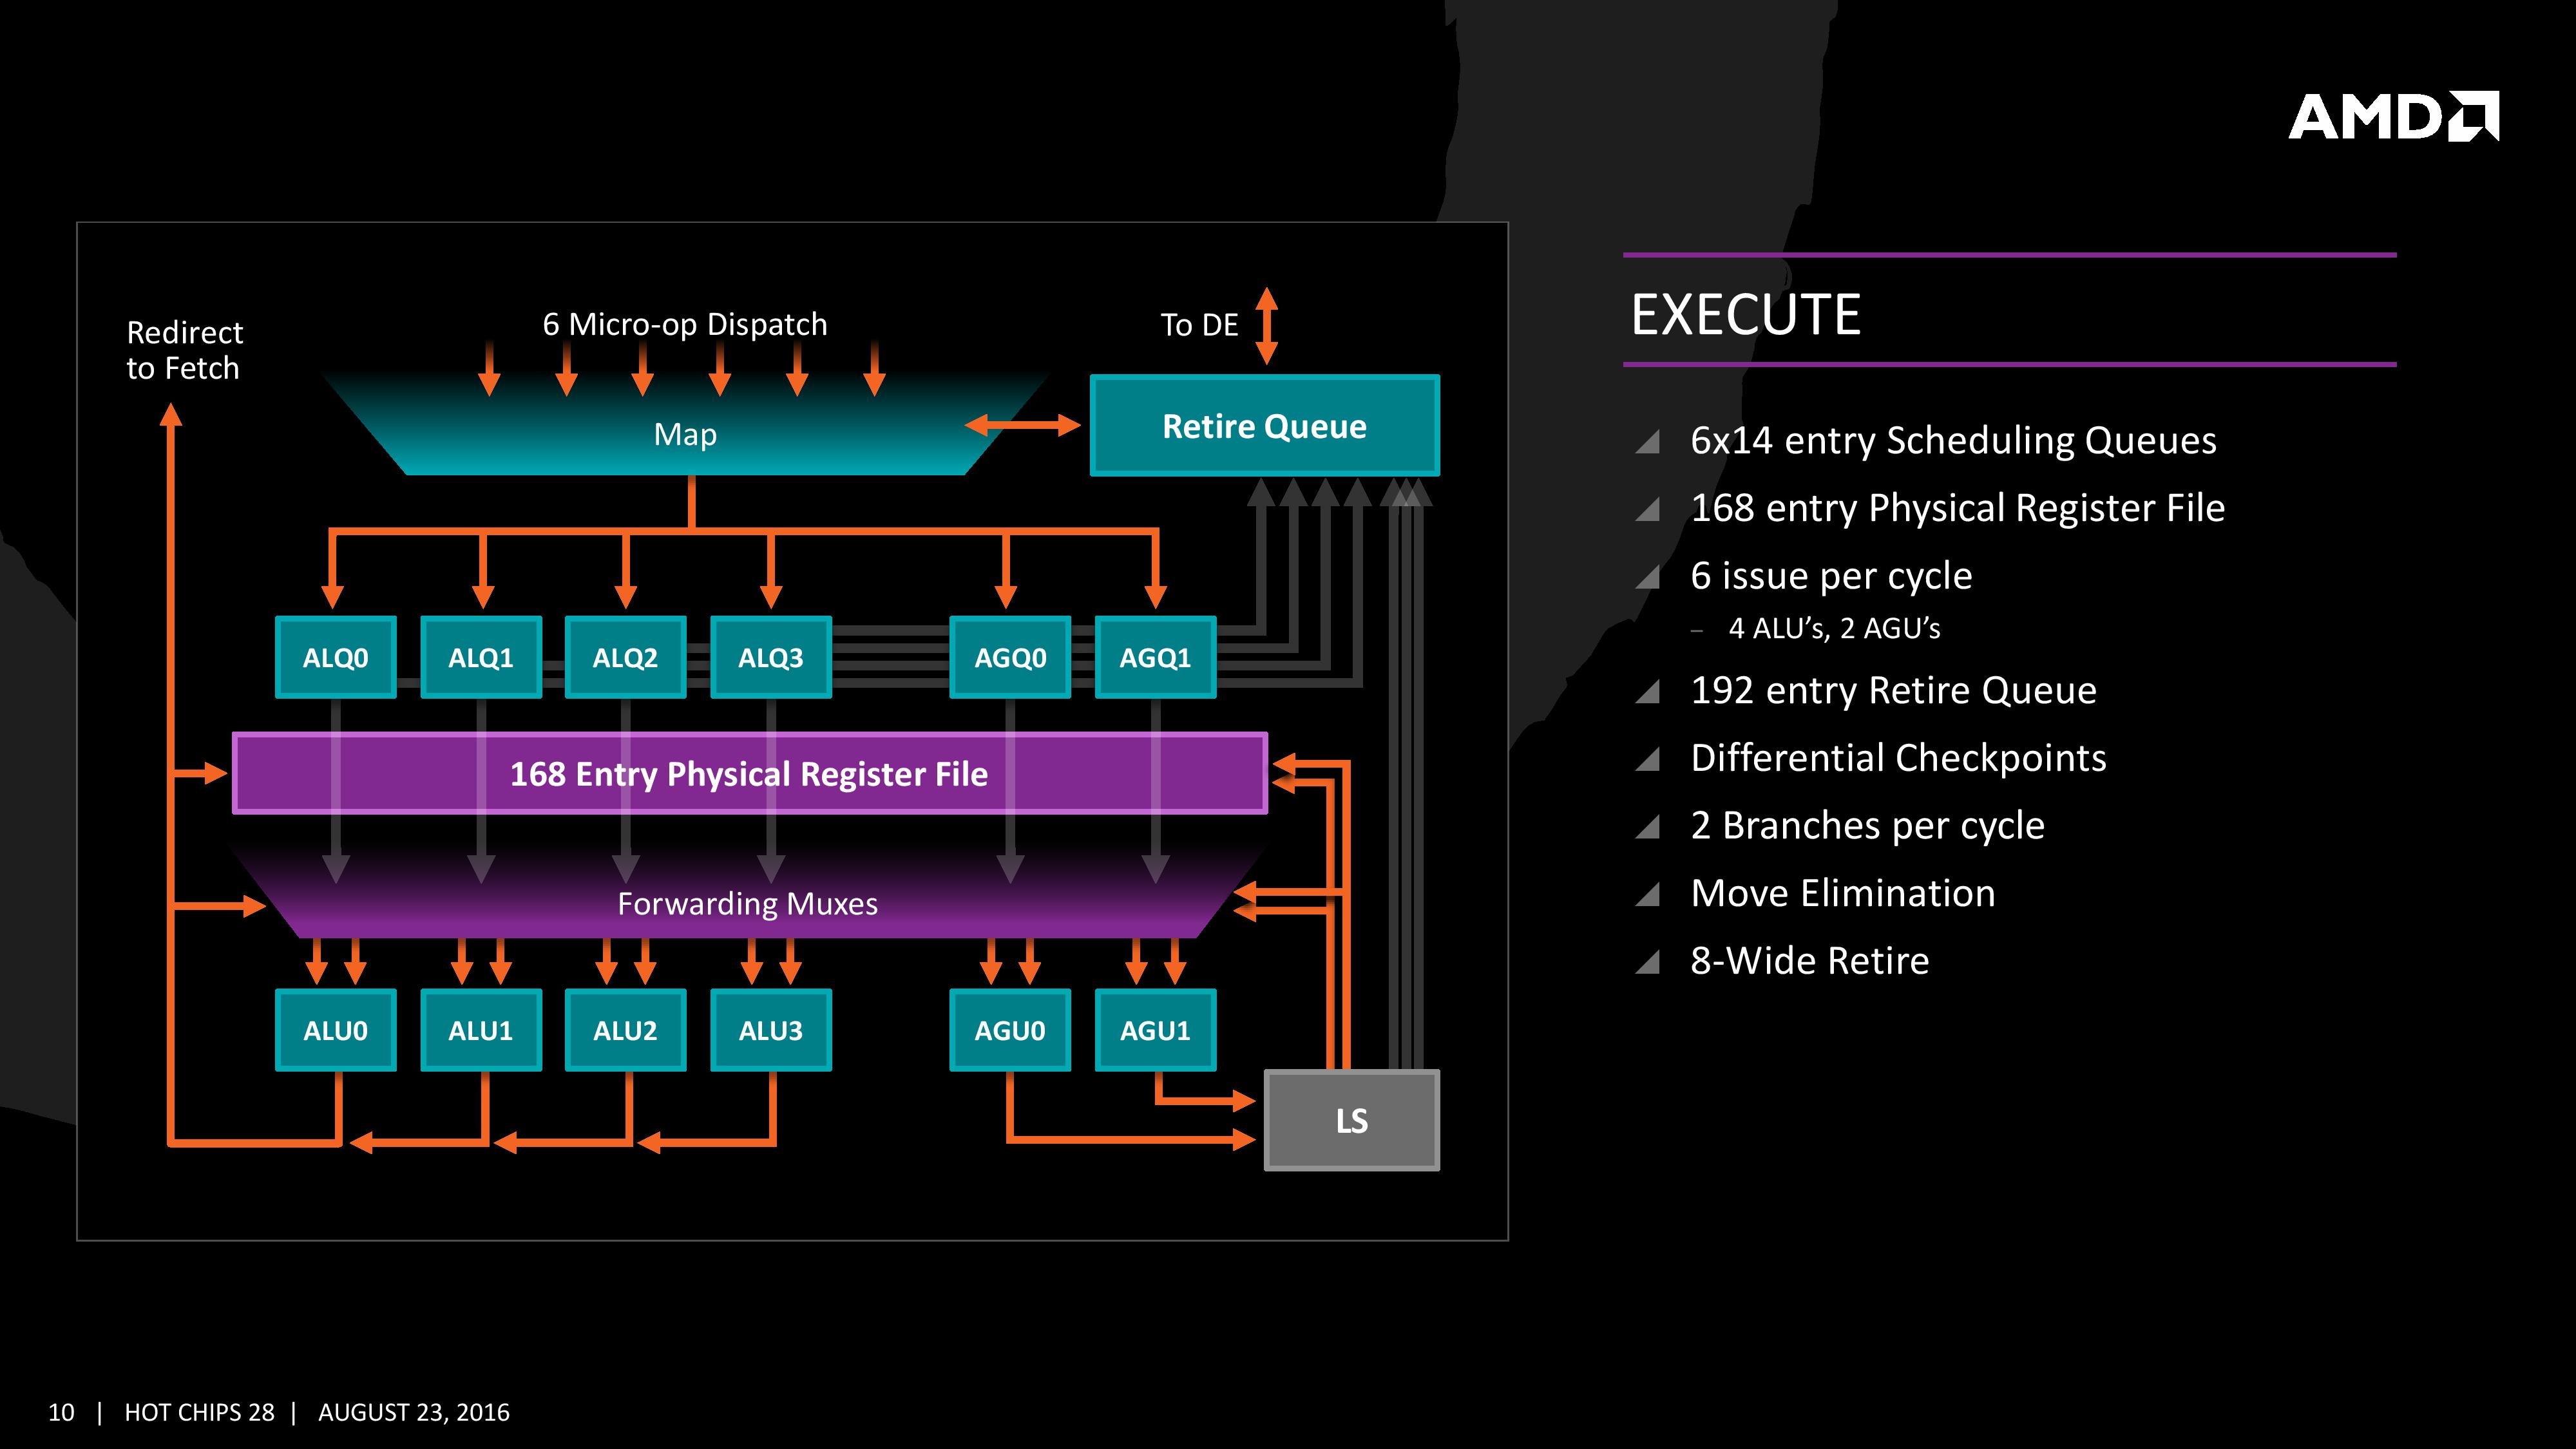 AMD
Redirect
to Fetch
6 Micro-op Dispatch
To DE
Map
Retire Queue
ALQ0
ALQ1
ALQ2
ALQ3
AGQ0
AGQ1
168 Entry Physical Register File
Forwarding Muxes
ALU0
ALU1
ALU2
ALU3
AGU0
AGU1
LS
EXECUTE
6x14 entry Scheduling Queues
168 entry Physical Register File
6 issue per cycle
– 4 ALU’s, 2 AGU’s
192 entry Retire Queue
Differential Checkpoints
2 Branches per cycle
Move Elimination
8-Wide Retire
10 | HOT CHIPS 28 | AUGUST 23, 2016